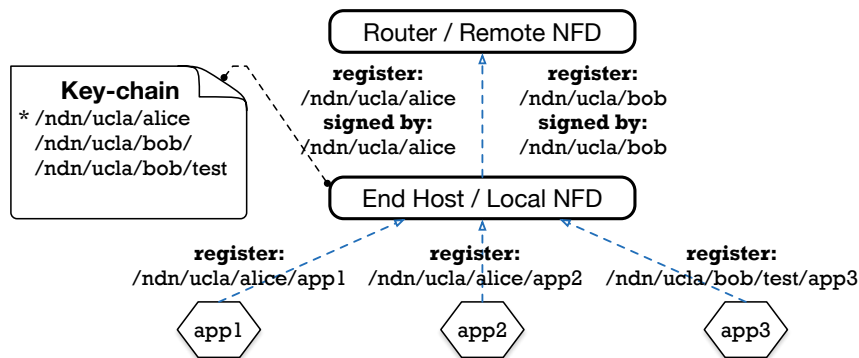 Router / Remote NFD
Key-chain
* /ndn/ucla/alice
/ndn/ucla/bob/
/ndn/ucla/bob/test
register:
/ndn/ucla/alice
signed by:
/ndn/ucla/alice
register:
/ndn/ucla/bob
signed by:
/ndn/ucla/bob
End Host / Local NFD
register:
/ndn/ucla/alice/app1
register:
/ndn/ucla/alice/app2
register:
/ndn/ucla/bob/test/app3
app1
app2
app3